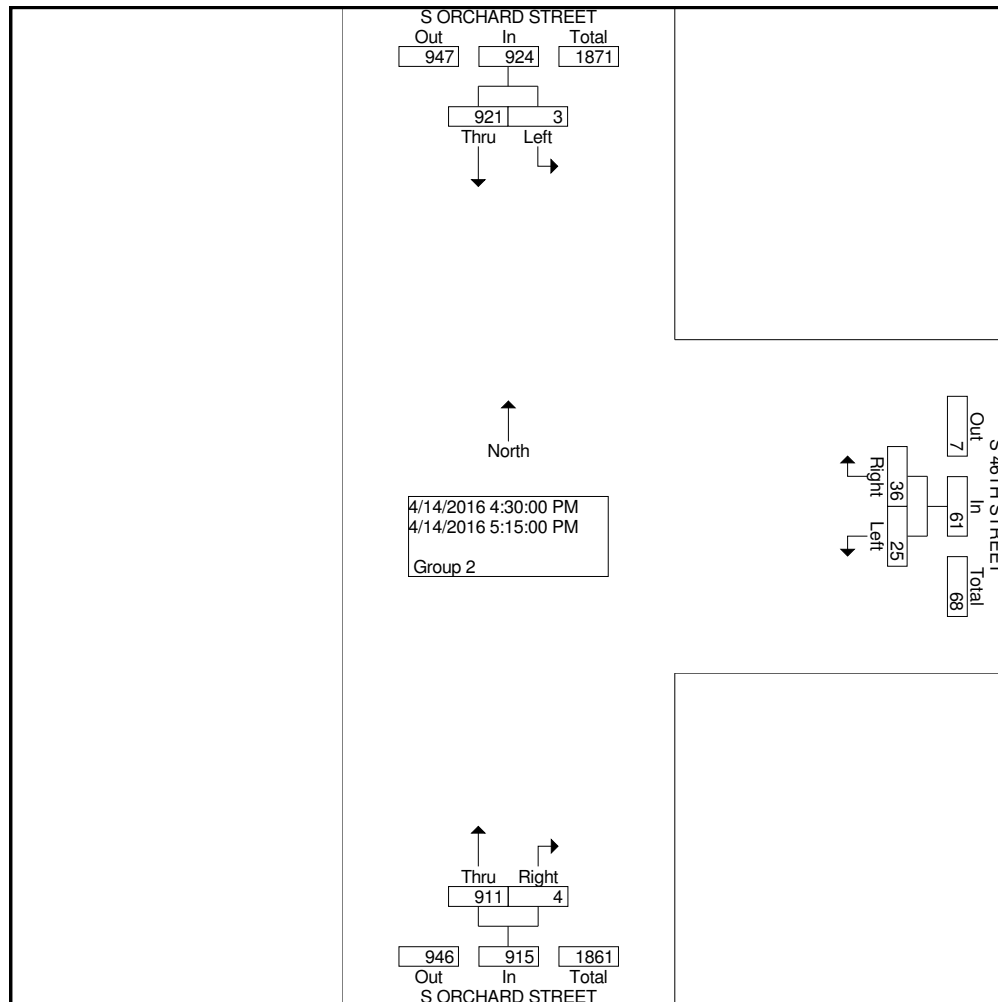 S ORCHARD STREET
Out In Total
947 924 1871
921 3
Thru Left
North
4/14/2016 4:30:00 PM
4/14/2016 5:15:00 PM
Group 2
S 46TH STREET
Out In Total
7 61 68
36 25
Right Left
Thru Right
911 4
946 915 1861
Out In Total
S ORCHARD STREET